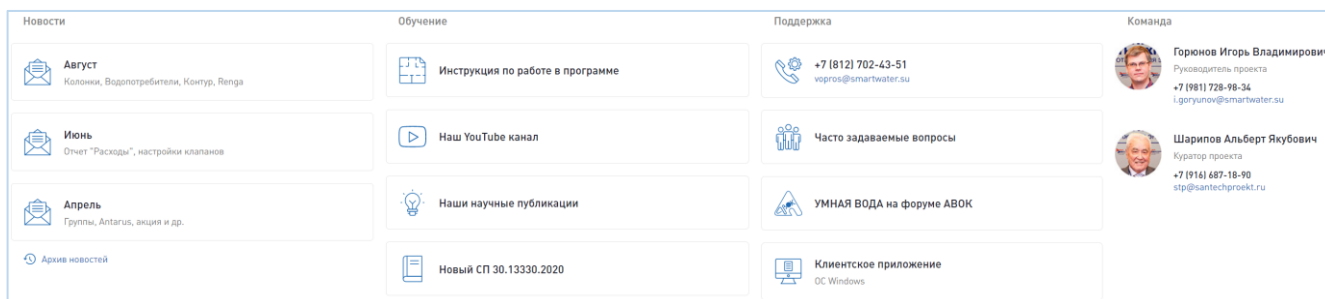 Новости
Август
Колонки, Водопотребители, Контур, Renga
Июнь
Отчет "Расходы", настройки клапанов
Апрель
Группы, Antarus, акция и др.
Архив новостей
Обучение
Инструкция по работе в программе
Наш YouTube канал
Наши научные публикации
Новый СП 30.13330.2020
Поддержка
+7 (812) 702-43-51
vopros@smartwater.su
Часто задаваемые вопросы
УМНАЯ ВОДА на форуме АВОК
Клиентское приложение
ОС Windows
Команда
Горюнов Игорь Владимирович
Руководитель проекта
+7 (981) 728-98-34
i.goryunov@smartwater.su
Шарипов Альберт Якубович
Куратор проекта
+7 (916) 687-18-90
stp@santechproekt.ru